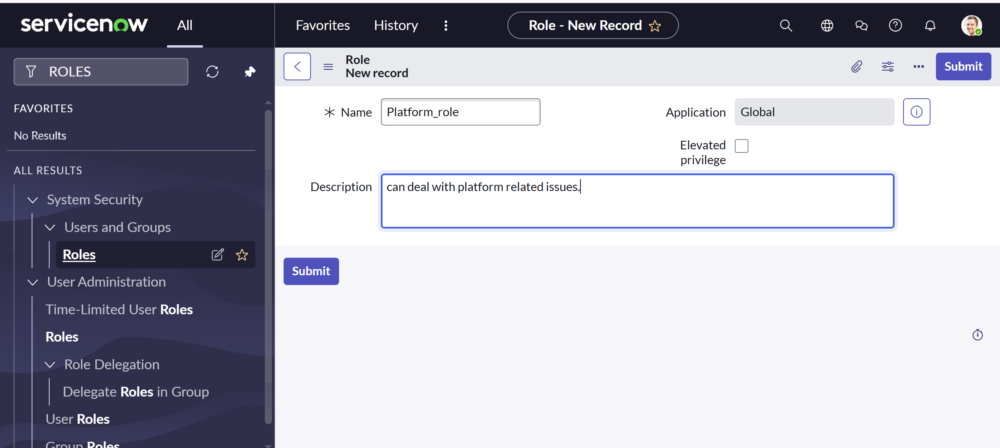 servicenow
All
Favorites
History
Role - New Record
ROLES
FAVORITES
No Results
ALL RESULTS
System Security
Users and Groups
Roles
User Administration
Time-Limited User Roles
Roles
Role Delegation
Delegate Roles in Group
User Roles
Group Roles
Role
New record
Submit
Name
Platform_role
Application
Global
Elevated
privilege
Description
can deal with platform related issues.
Submit